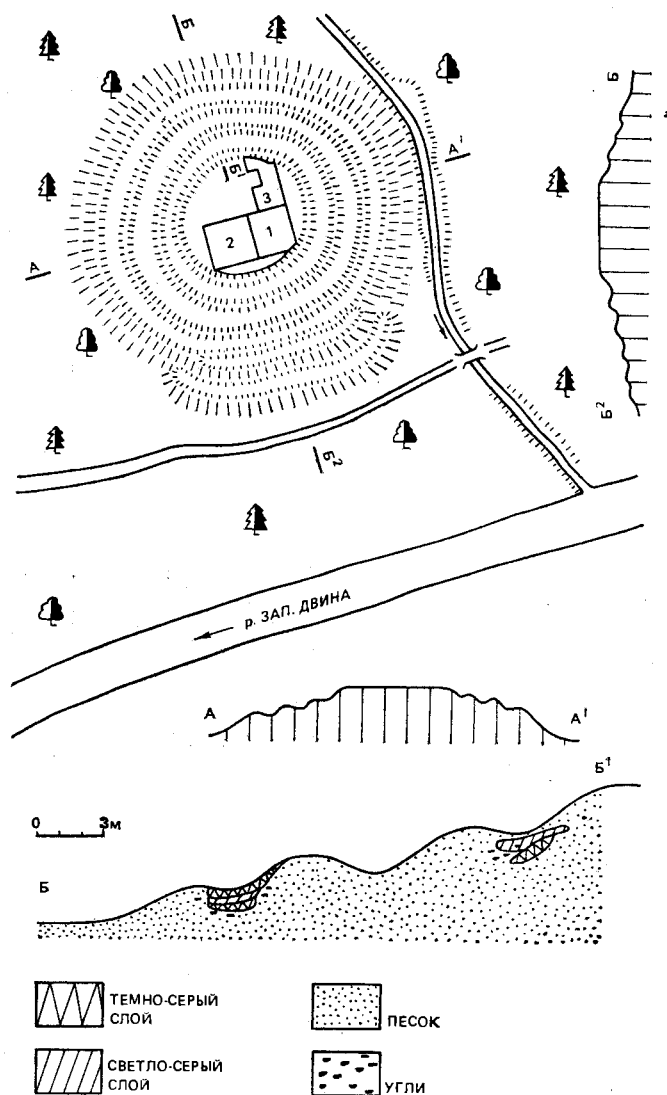 Б
Б
А¹
Б¹
3
2
1
А
Б²
Б²
р. ЗАП. ДВИНА
А
А¹
Б¹
0 3м
Б
ТЕМНО-СЕРЫЙ
СЛОЙ
ПЕСОК
СВЕТЛО-СЕРЫЙ
СЛОЙ
УГЛИ